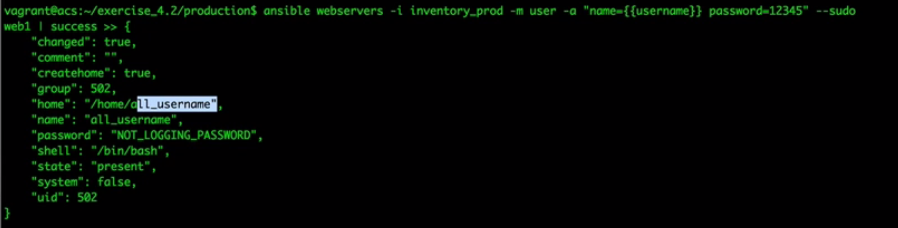 vagrant@acs:~/exercise_4.2/production$ ansible webservers -i inventory_prod -m user -a "name={{username}} password=12345" --sudo
web1 | success >> {
    "changed": true,
    "comment": "",
    "createhome": true,
    "group": 502,
    "home": "/home/all_username",
    "name": "all_username",
    "password": "NOT_LOGGING_PASSWORD",
    "shell": "/bin/bash",
    "state": "present",
    "system": false,
    "uid": 502
}